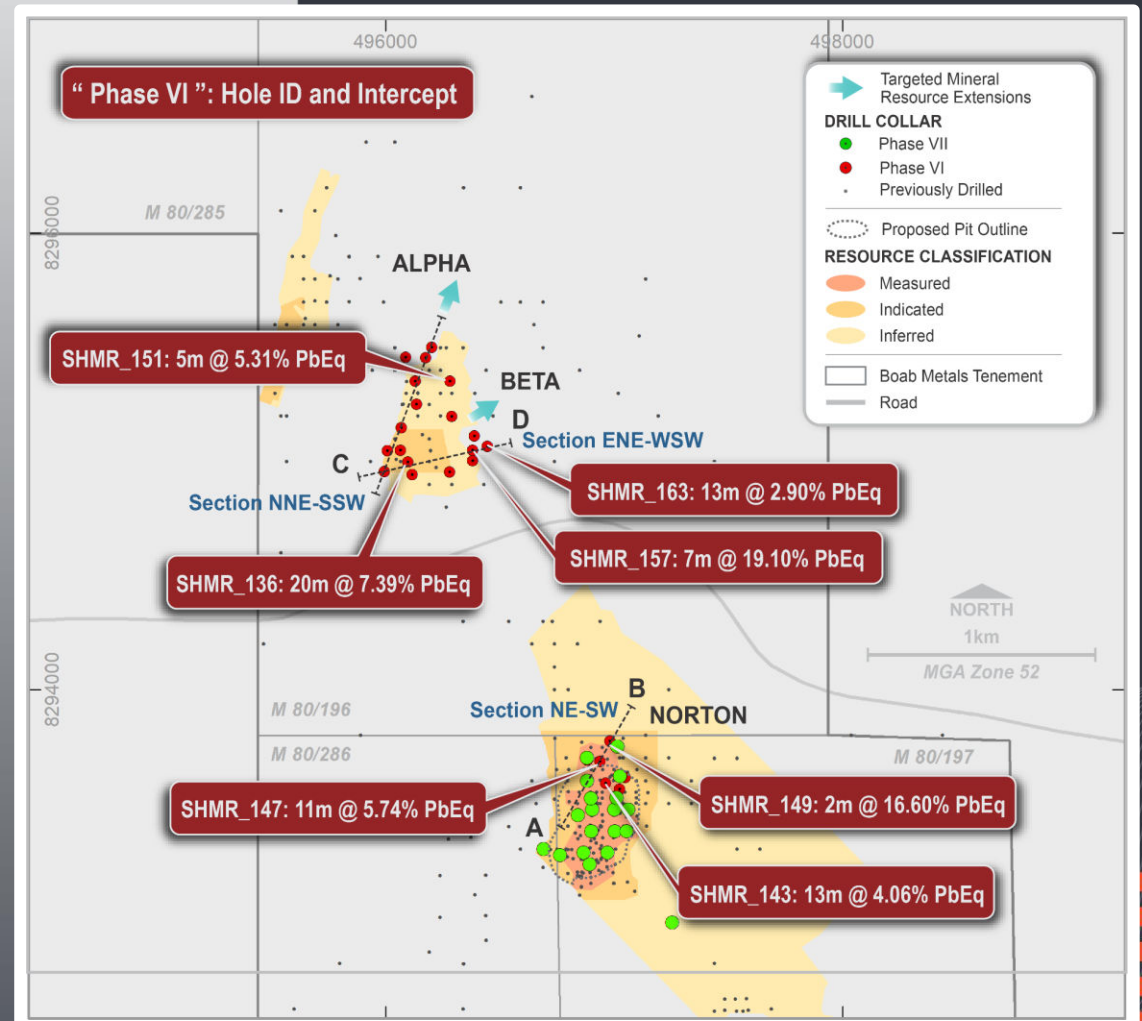 496000
498000
“ Phase VI ”: Hole ID and Intercept
Targeted Mineral
Resource Extensions
DRILL COLLAR
Phase VII
Phase VI
Previously Drilled
Proposed Pit Outline
RESOURCE CLASSIFICATION
Measured
Indicated
Inferred
Boab Metals Tenement
Road
M 80/285
8296000
ALPHA
SHMR_151: 5m @ 5.31% PbEq
BETA
D
Section ENE-WSW
C
Section NNE-SSW
SHMR_163: 13m @ 2.90% PbEq
SHMR_157: 7m @ 19.10% PbEq
SHMR_136: 20m @ 7.39% PbEq
NORTH
1km
MGA Zone 52
8294000
B
M 80/196
Section NE-SW
NORTON
M 80/286
M 80/197
SHMR_147: 11m @ 5.74% PbEq
SHMR_149: 2m @ 16.60% PbEq
A
SHMR_143: 13m @ 4.06% PbEq